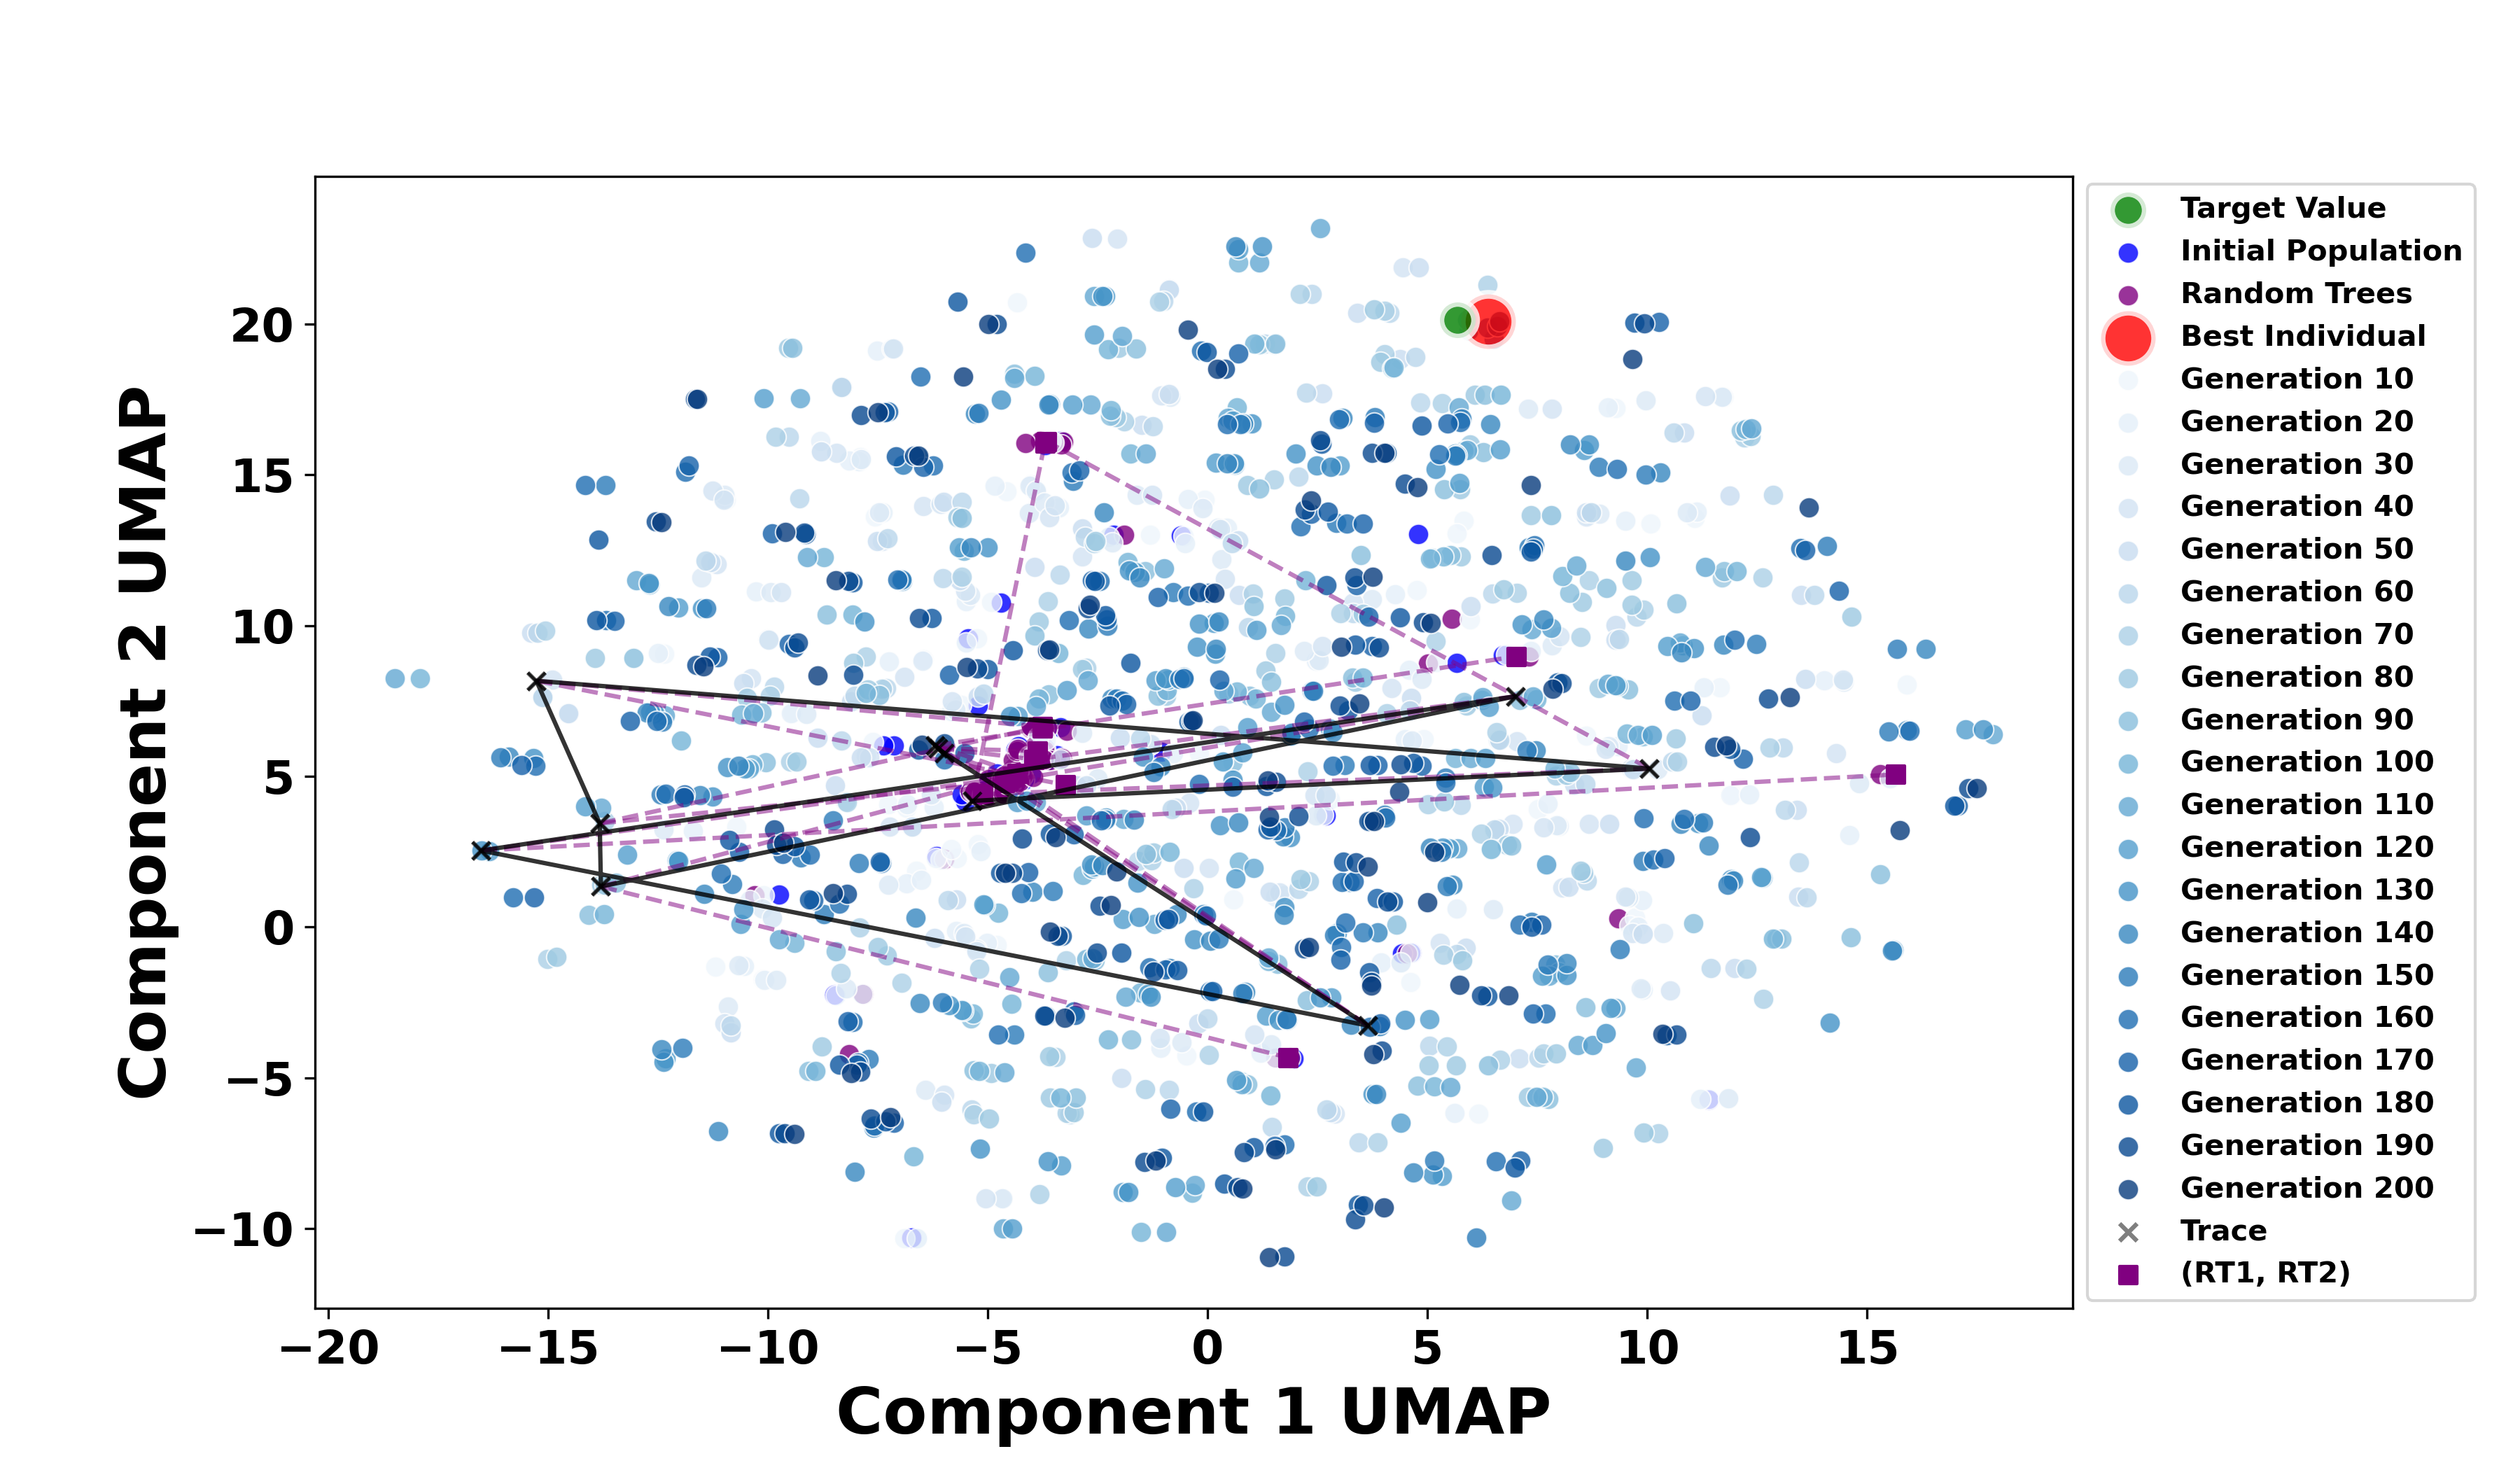 Component 2 UMAP
20
15
10
5
0
−5
−10
−20
−15
−10
−5
0
5
10
15
Component 1 UMAP
Target Value
Initial Population
Random Trees
Best Individual
Generation 10
Generation 20
Generation 30
Generation 40
Generation 50
Generation 60
Generation 70
Generation 80
Generation 90
Generation 100
Generation 110
Generation 120
Generation 130
Generation 140
Generation 150
Generation 160
Generation 170
Generation 180
Generation 190
Generation 200
Trace
(RT1, RT2)